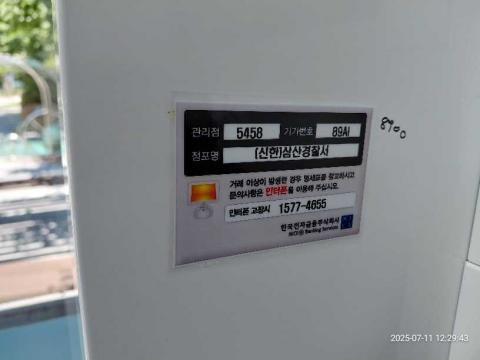 관리점 5458 기기번호 89AI
점포명 (신한)삼산경찰서
거래 이상이 발생한 경우 명세표를 참고하시고
문의사항은 인터폰을 이용해 주십시오.
인터폰 고장시 1577-4655
한국전자금융주식회사
NICE Banking Services
2025-07-11 12:29:43